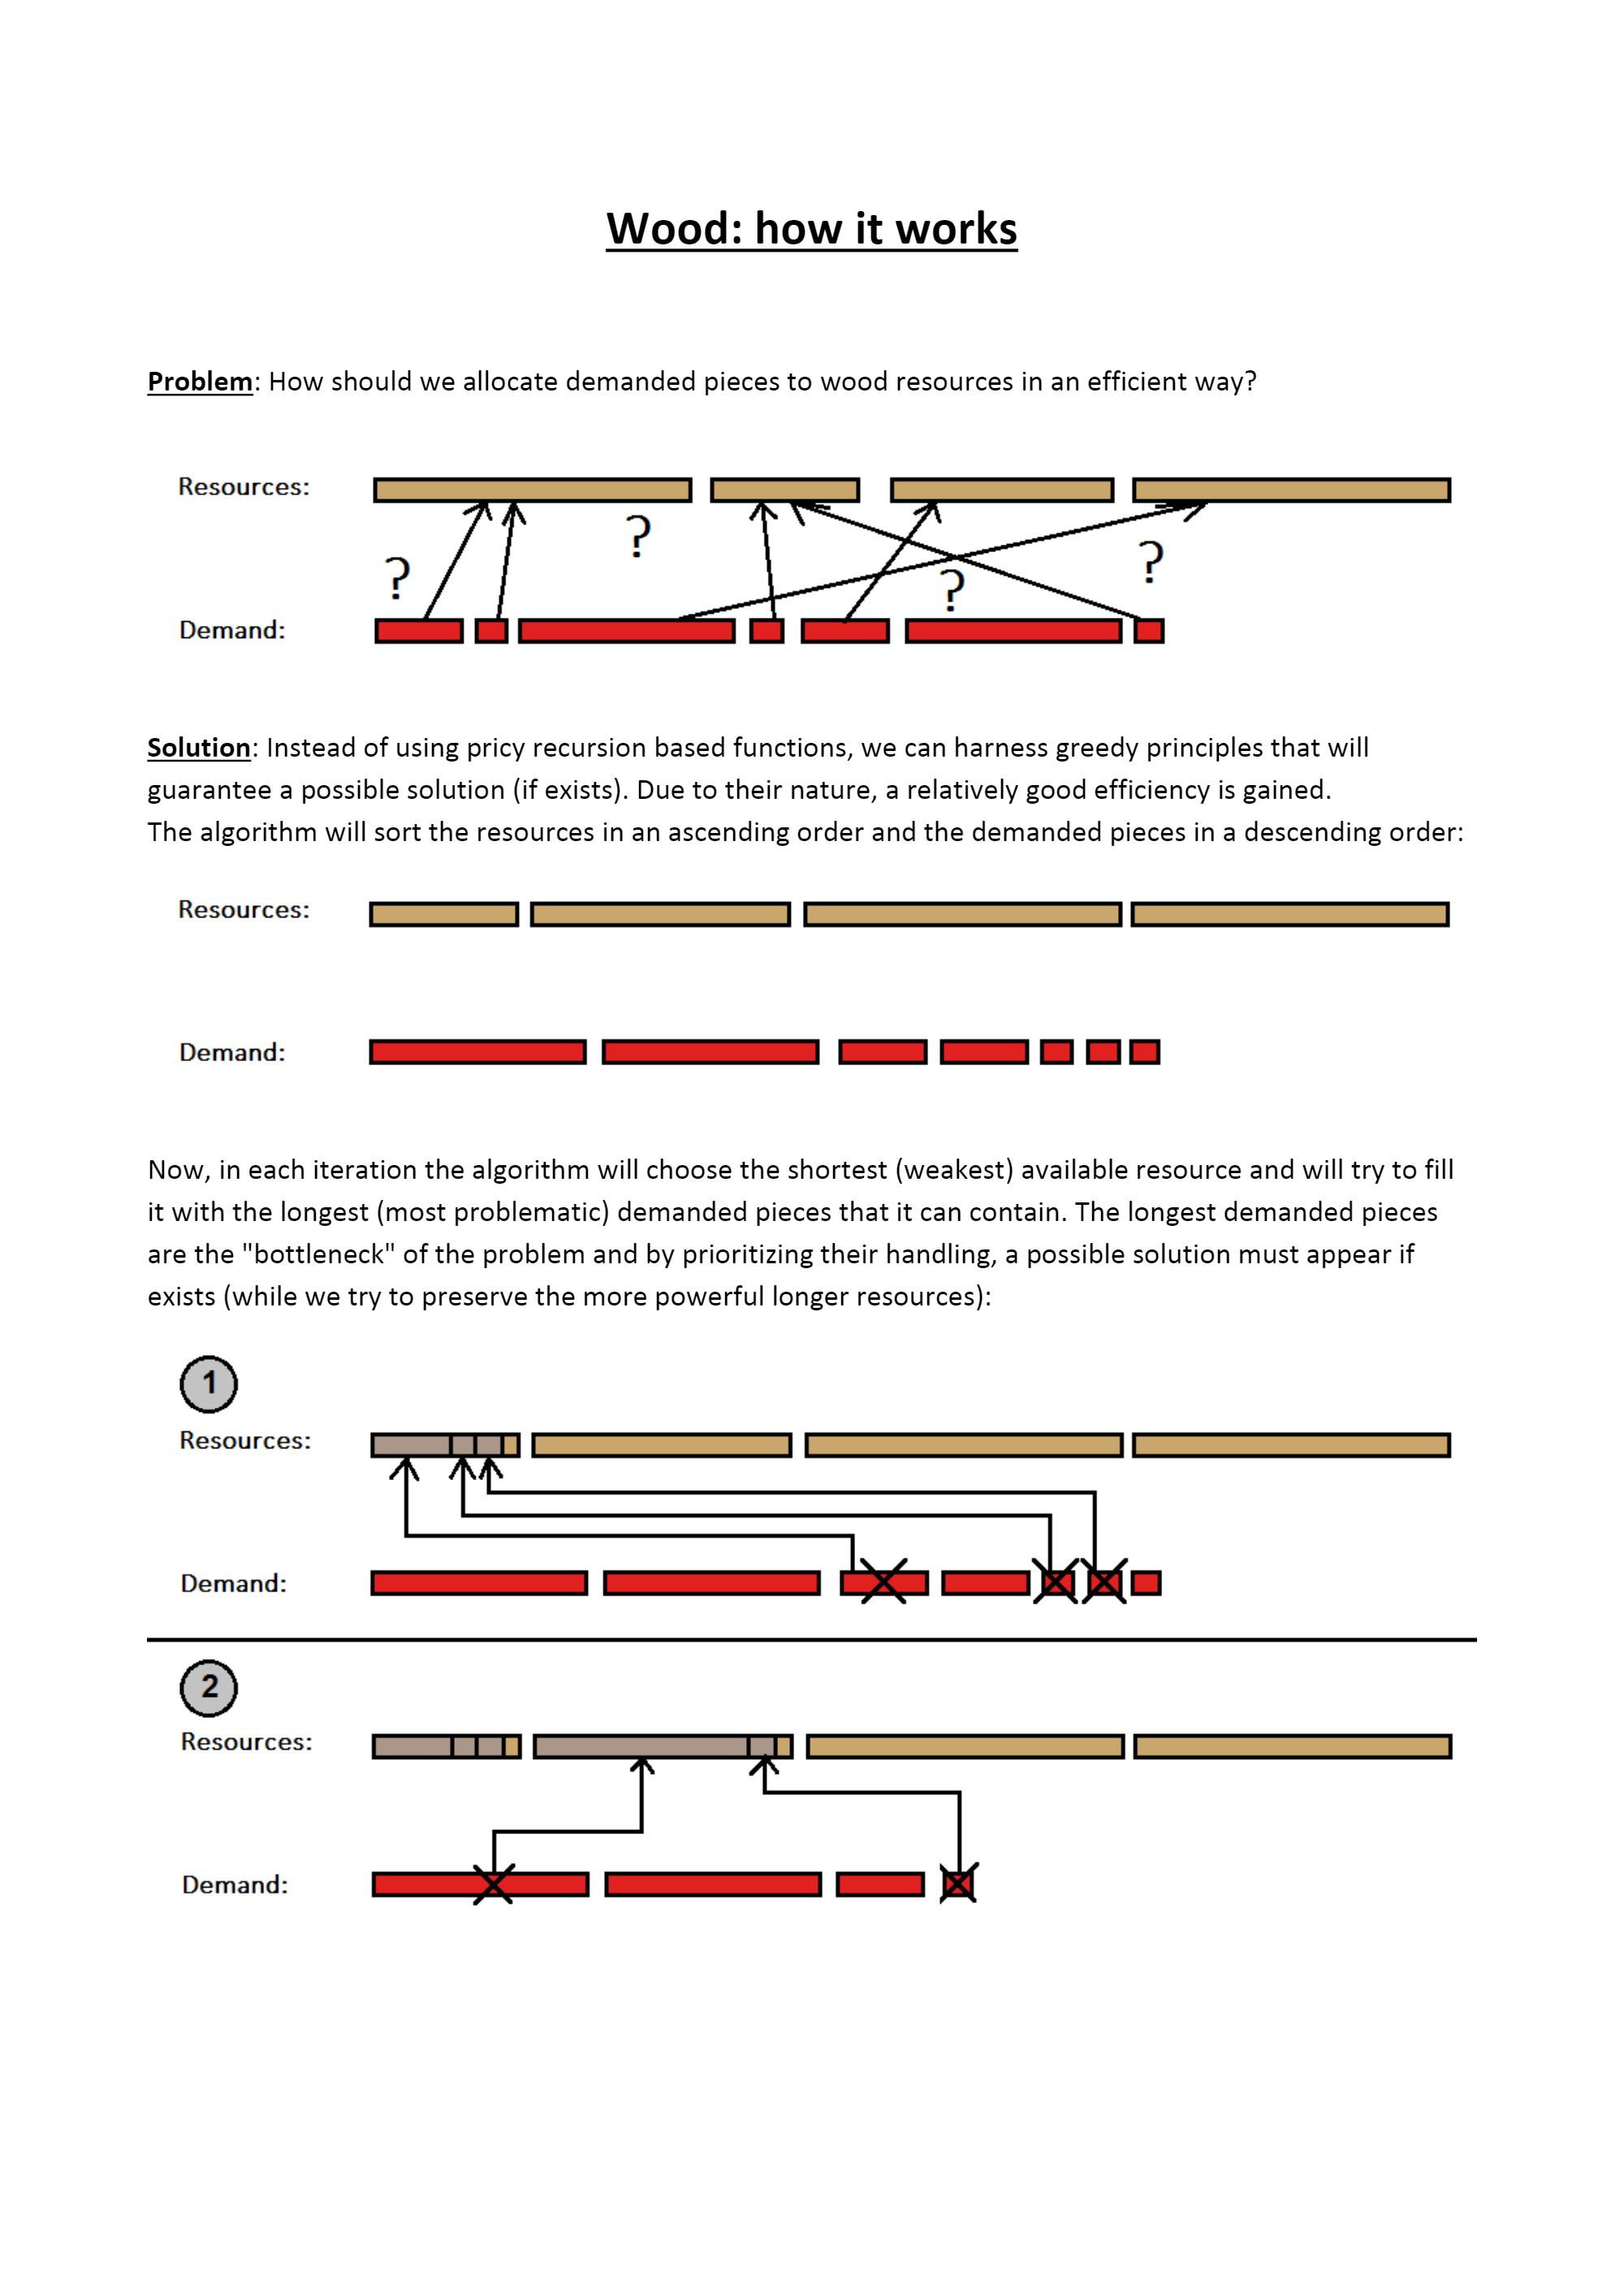 Wood: how it works
Problem: How should we allocate demanded pieces to wood resources in an efficient way?
Resources:
?
?
?
?
Demand:
Solution: Instead of using pricy recursion based functions, we can harness greedy principles that will
guarantee a possible solution (if exists). Due to their nature, a relatively good efficiency is gained.
The algorithm will sort the resources in an ascending order and the demanded pieces in a descending order:
Resources:
Demand:
Now, in each iteration the algorithm will choose the shortest (weakest) available resource and will try to fill
it with the longest (most problematic) demanded pieces that it can contain. The longest demanded pieces
are the "bottleneck" of the problem and by prioritizing their handling, a possible solution must appear if
exists (while we try to preserve the more powerful longer resources):
1
Resources:
Demand:
2
Resources:
Demand: